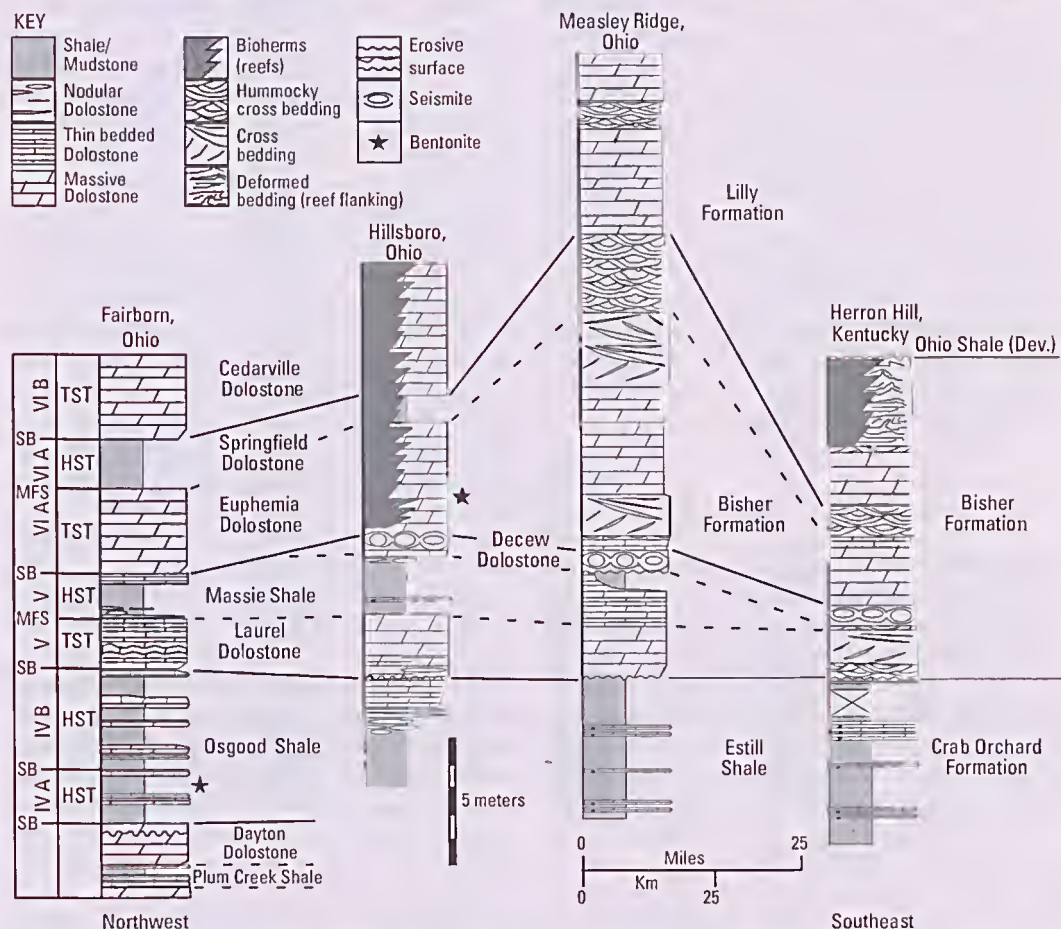 KEY
Shale/
Mudstone
Nodular
Dolostone
Thin bedded
Dolostone
Massive
Dolostone
Bioherms
(reefs)
Hummocky
cross bedding
Cross
bedding
Deformed
bedding (reef flanking)
Erosive
surface
Seismite
Bentonite
Measley Ridge,
Ohio
Hillsboro,
Ohio
Fairborn,
Ohio
Herron Hill,
Kentucky
Ohio Shale (Dev.)
Lilly
Formation
VI B
TST
Cedarville
Dolostone
SB
VI A
HST
Springfield
Dolostone
MFS
VI A
TST
Euphemia
Dolostone
Bisher
Formation
Bisher
Formation
Decew
Dolostone
SB
V
HST
Massie Shale
MFS
V
TST
Laurel
Dolostone
SB
IV B
HST
Osgood Shale
Estill
Shale
Crab Orchard
Formation
SB
IV A
HST
5 meters
SB
Dayton
Dolostone
Plum Creek Shale
0
25
Miles
Km
0
25
Northwest
Southeast